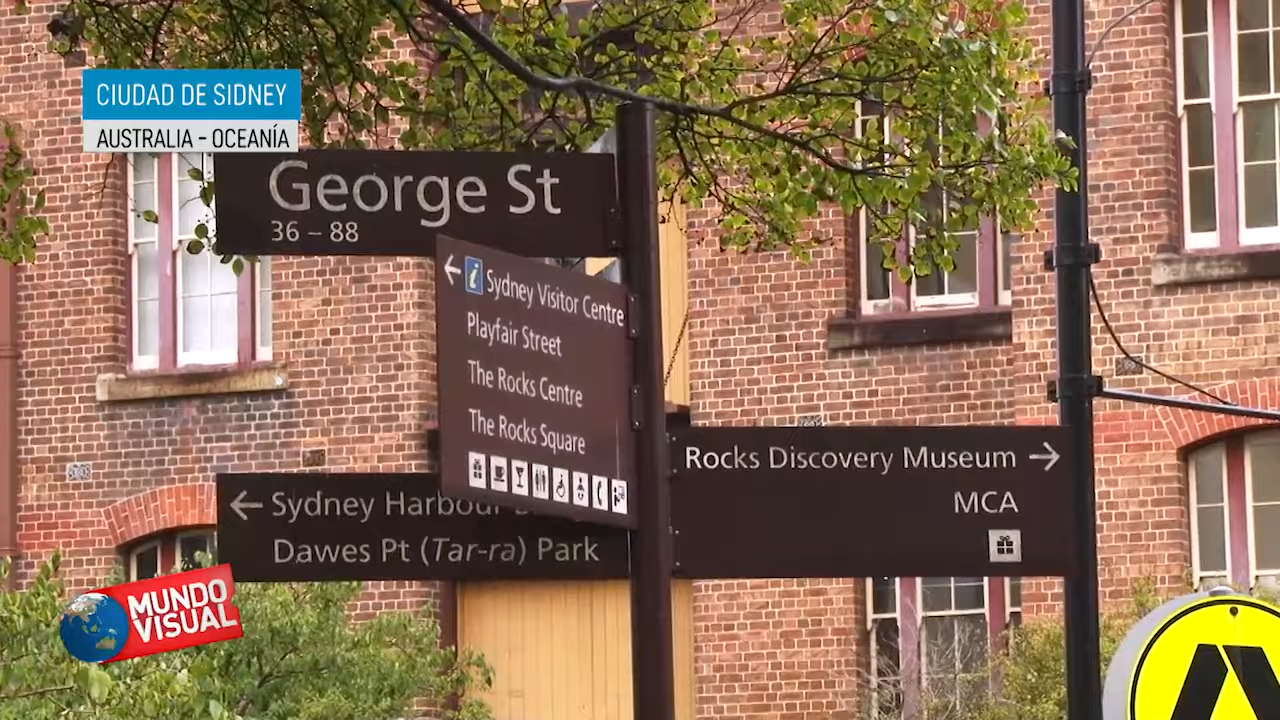 CIUDAD DE SIDNEY
AUSTRALIA - OCEANÍA
George St
36 – 88
← i Sydney Visitor Centre
Playfair Street
The Rocks Centre
The Rocks Square
← Sydney Harbour
Dawes Pt (Tar-ra) Park
Rocks Discovery Museum →
MCA
MUNDO
VISUAL